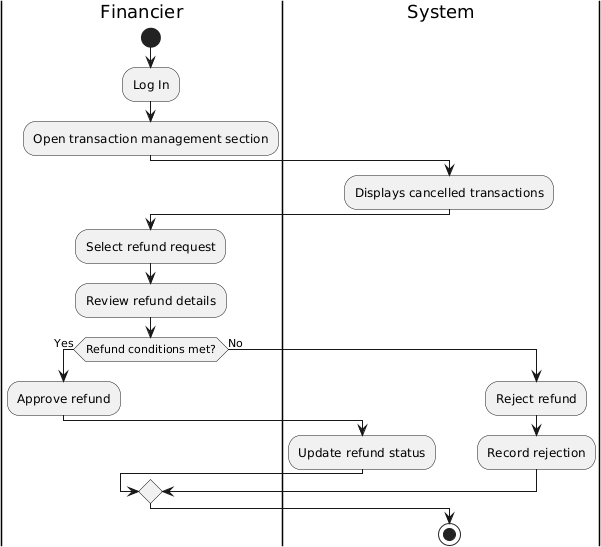 Financier
System
Log In
Open transaction management section
Displays cancelled transactions
Select refund request
Review refund details
Yes
Refund conditions met?
No
Approve refund
Reject refund
Update refund status
Record rejection